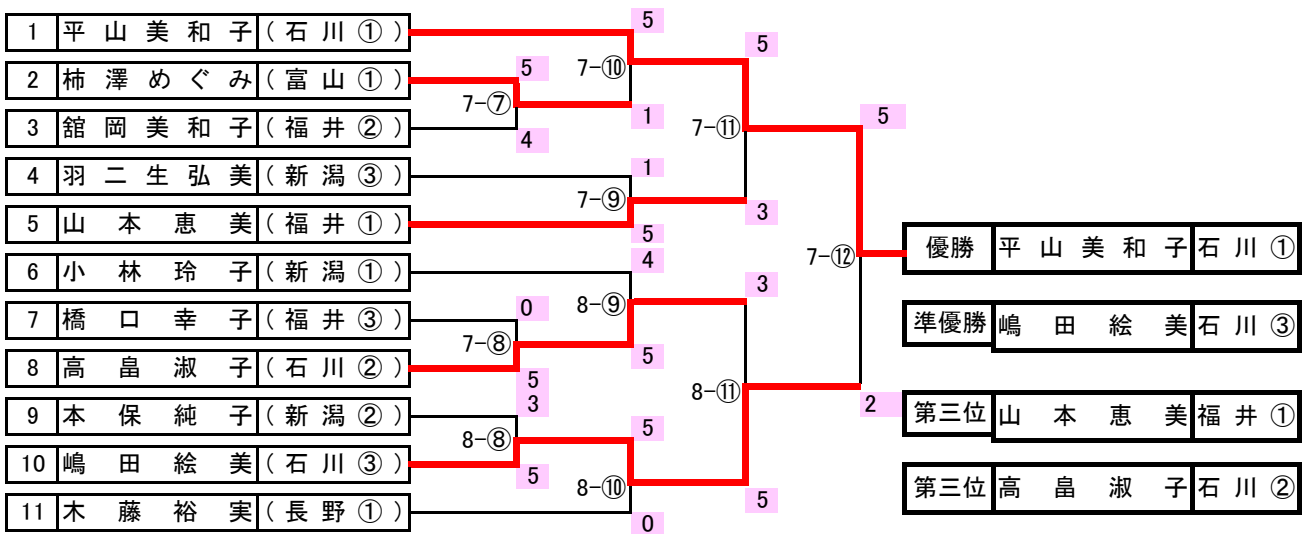 1 平山美和子 (石川①)
2 柿澤めぐみ (富山①)
3 舘岡美和子 (福井②)
4 羽二生弘美 (新潟③)
5 山本恵美 (福井①)
6 小林玲子 (新潟①)
7 橋口幸子 (福井③)
8 高畠淑子 (石川②)
9 本保純子 (新潟②)
10 嶋田絵美 (石川③)
11 木藤裕実 (長野①)
5
7-⑦
4
0
7-⑧
5
3
8-⑧
5
5
7-⑩
1
1
7-⑨
5
4
8-⑨
5
5
8-⑩
0
5
7-⑪
3
3
8-⑪
5
5
7-⑫
2
優勝 平山美和子 石川①
準優勝 嶋田絵美 石川③
第三位 山本恵美 福井①
第三位 高畠淑子 石川②